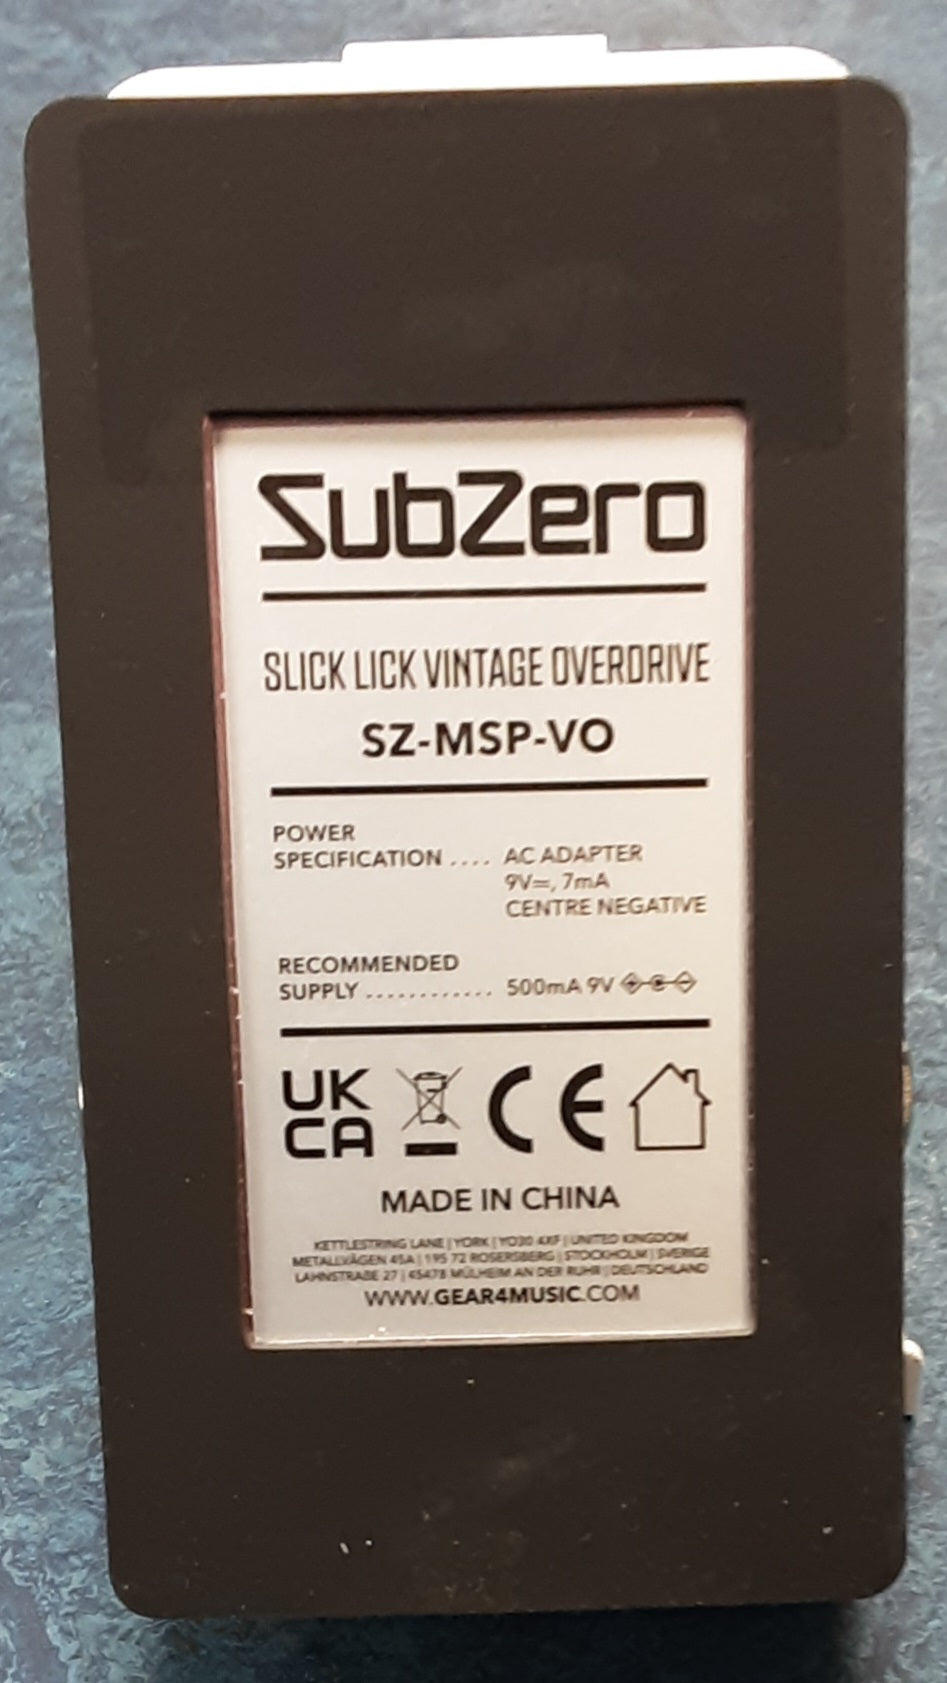 SubZero
SLICK LICK VINTAGE OVERDRIVE
SZ-MSP-VO
POWER
SPECIFICATION .... AC ADAPTER
9V⎓, 7mA
CENTRE NEGATIVE
RECOMMENDED
SUPPLY ............ 500mA 9V
UK
CA
CE
MADE IN CHINA
KETTLESTRING LANE | YORK | YO30 4XF | UNITED KINGDOM
METALLVÄGEN 45A | 195 72 ROSERSBERG | STOCKHOLM | SVERIGE
LAHNSTRAßE 27 | 45478 MÜLHEIM AN DER RUHR | DEUTSCHLAND
WWW.GEAR4MUSIC.COM